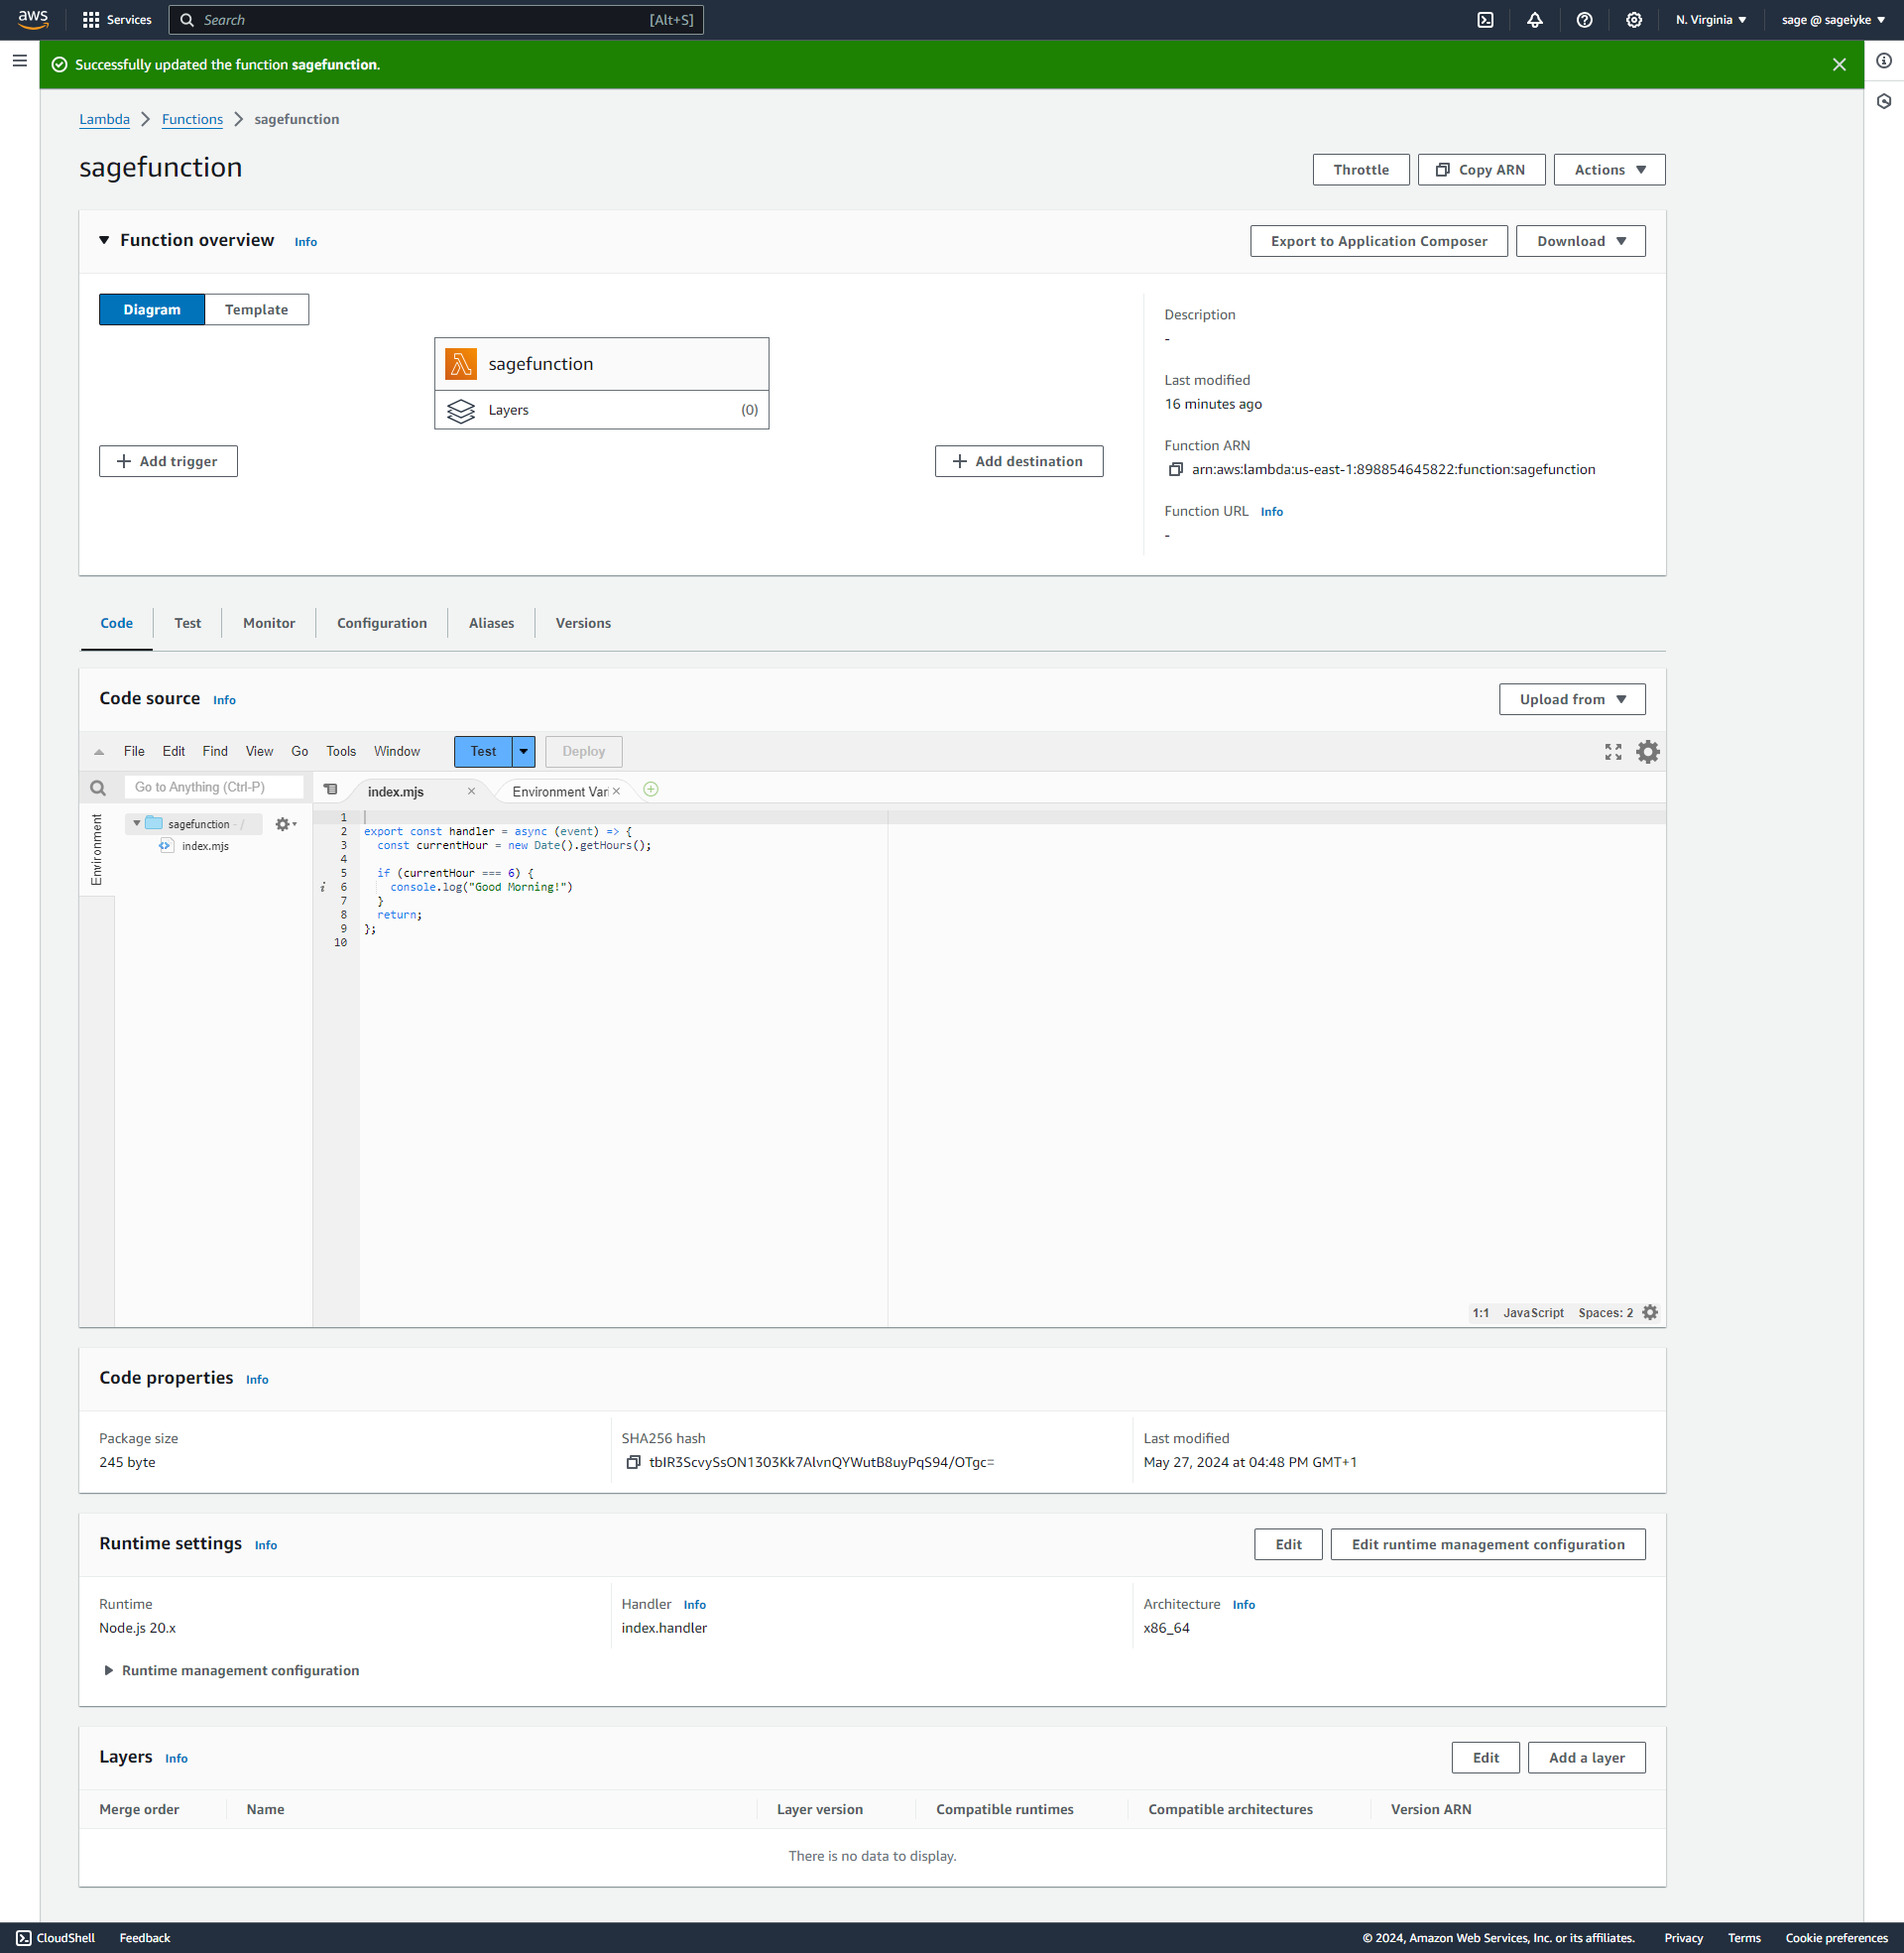 aws
Services
Search
[Alt+S]
N. Virginia
sage @ sageiyke
Successfully updated the function sagefunction.
Lambda
Functions
sagefunction
sagefunction
Throttle
Copy ARN
Actions
Function overview
Info
Export to Application Composer
Download
Diagram
Template
sagefunction
Layers
(0)
Add trigger
Add destination
Description
-
Last modified
16 minutes ago
Function ARN
arn:aws:lambda:us-east-1:898854645822:function:sagefunction
Function URL Info
-
Code
Test
Monitor
Configuration
Aliases
Versions
Code source
Info
Upload from
File Edit Find View Go Tools Window
Test
Deploy
Go to Anything (Ctrl-P)
index.mjs
Environment Var
Environment
sagefunction - /
index.mjs
1
2 export const handler = async (event) => {
3 const currentHour = new Date().getHours();
4
5 if (currentHour === 6) {
6 console.log("Good Morning!")
7 }
8 return;
9 };
10
1:1 JavaScript Spaces: 2
Code properties
Info
Package size
245 byte
SHA256 hash
tbIR3ScvySsON1303Kk7AlvnQYWutB8uyPqS94/OTgc=
Last modified
May 27, 2024 at 04:48 PM GMT+1
Runtime settings
Info
Edit
Edit runtime management configuration
Runtime
Node.js 20.x
Handler Info
index.handler
Architecture Info
x86_64
Runtime management configuration
Layers
Info
Edit
Add a layer
Merge order
Name
Layer version
Compatible runtimes
Compatible architectures
Version ARN
There is no data to display.
CloudShell
Feedback
© 2024, Amazon Web Services, Inc. or its affiliates.
Privacy
Terms
Cookie preferences